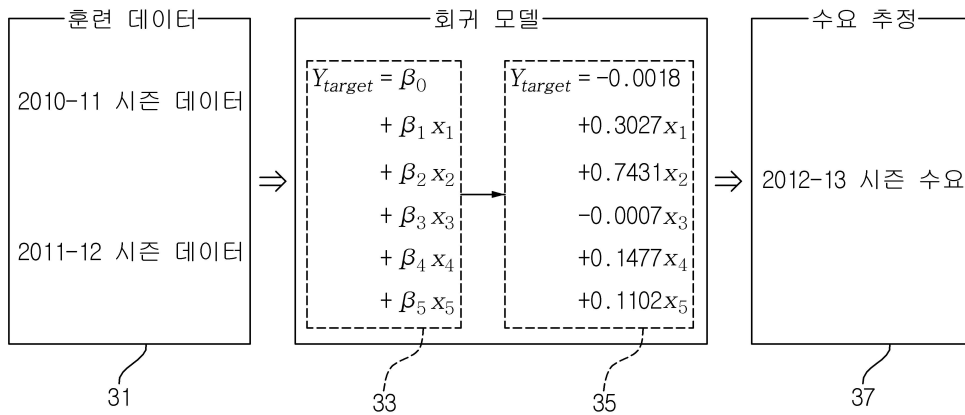 훈련 데이터
2010-11 시즌 데이터
2011-12 시즌 데이터
31
⇒
회귀 모델
Y_target = β_0
+ β_1 x_1
+ β_2 x_2
+ β_3 x_3
+ β_4 x_4
+ β_5 x_5
33
Y_target = -0.0018
+0.3027x_1
+0.7431x_2
-0.0007x_3
+0.1477x_4
+0.1102x_5
35
⇒
수요 추정
2012-13 시즌 수요
37